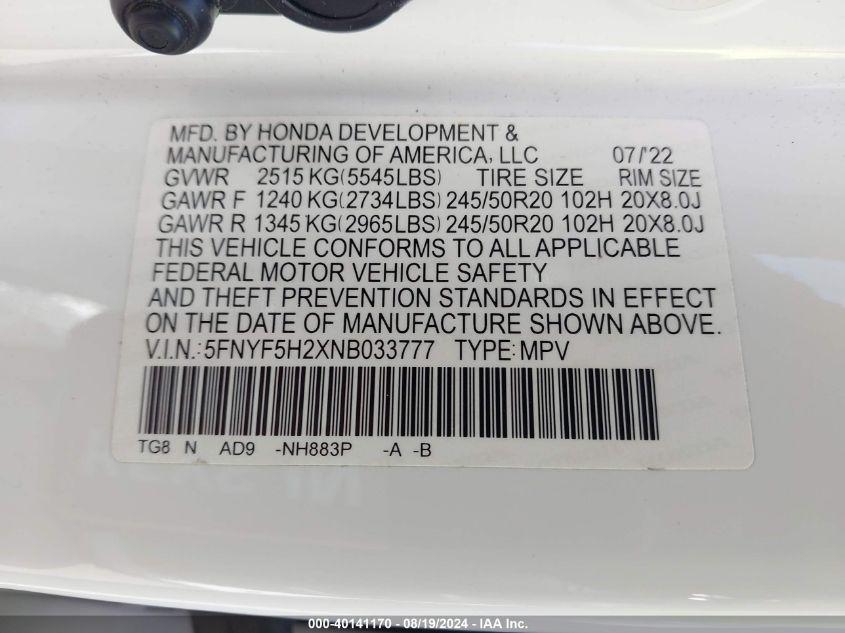 MFD. BY HONDA DEVELOPMENT &
MANUFACTURING OF AMERICA, LLC 07/'22
GVWR 2515 KG(5545LBS) TIRE SIZE RIM SIZE
GAWR F 1240 KG(2734LBS) 245/50R20 102H 20X8.0J
GAWR R 1345 KG(2965LBS) 245/50R20 102H 20X8.0J
THIS VEHICLE CONFORMS TO ALL APPLICABLE
FEDERAL MOTOR VEHICLE SAFETY
AND THEFT PREVENTION STANDARDS IN EFFECT
ON THE DATE OF MANUFACTURE SHOWN ABOVE.
V.I.N.:5FNYF5H2XNB033777 TYPE:MPV
TG8 N AD9 -NH883P -A -B
000-40141170 - 08/19/2024 - IAA Inc.